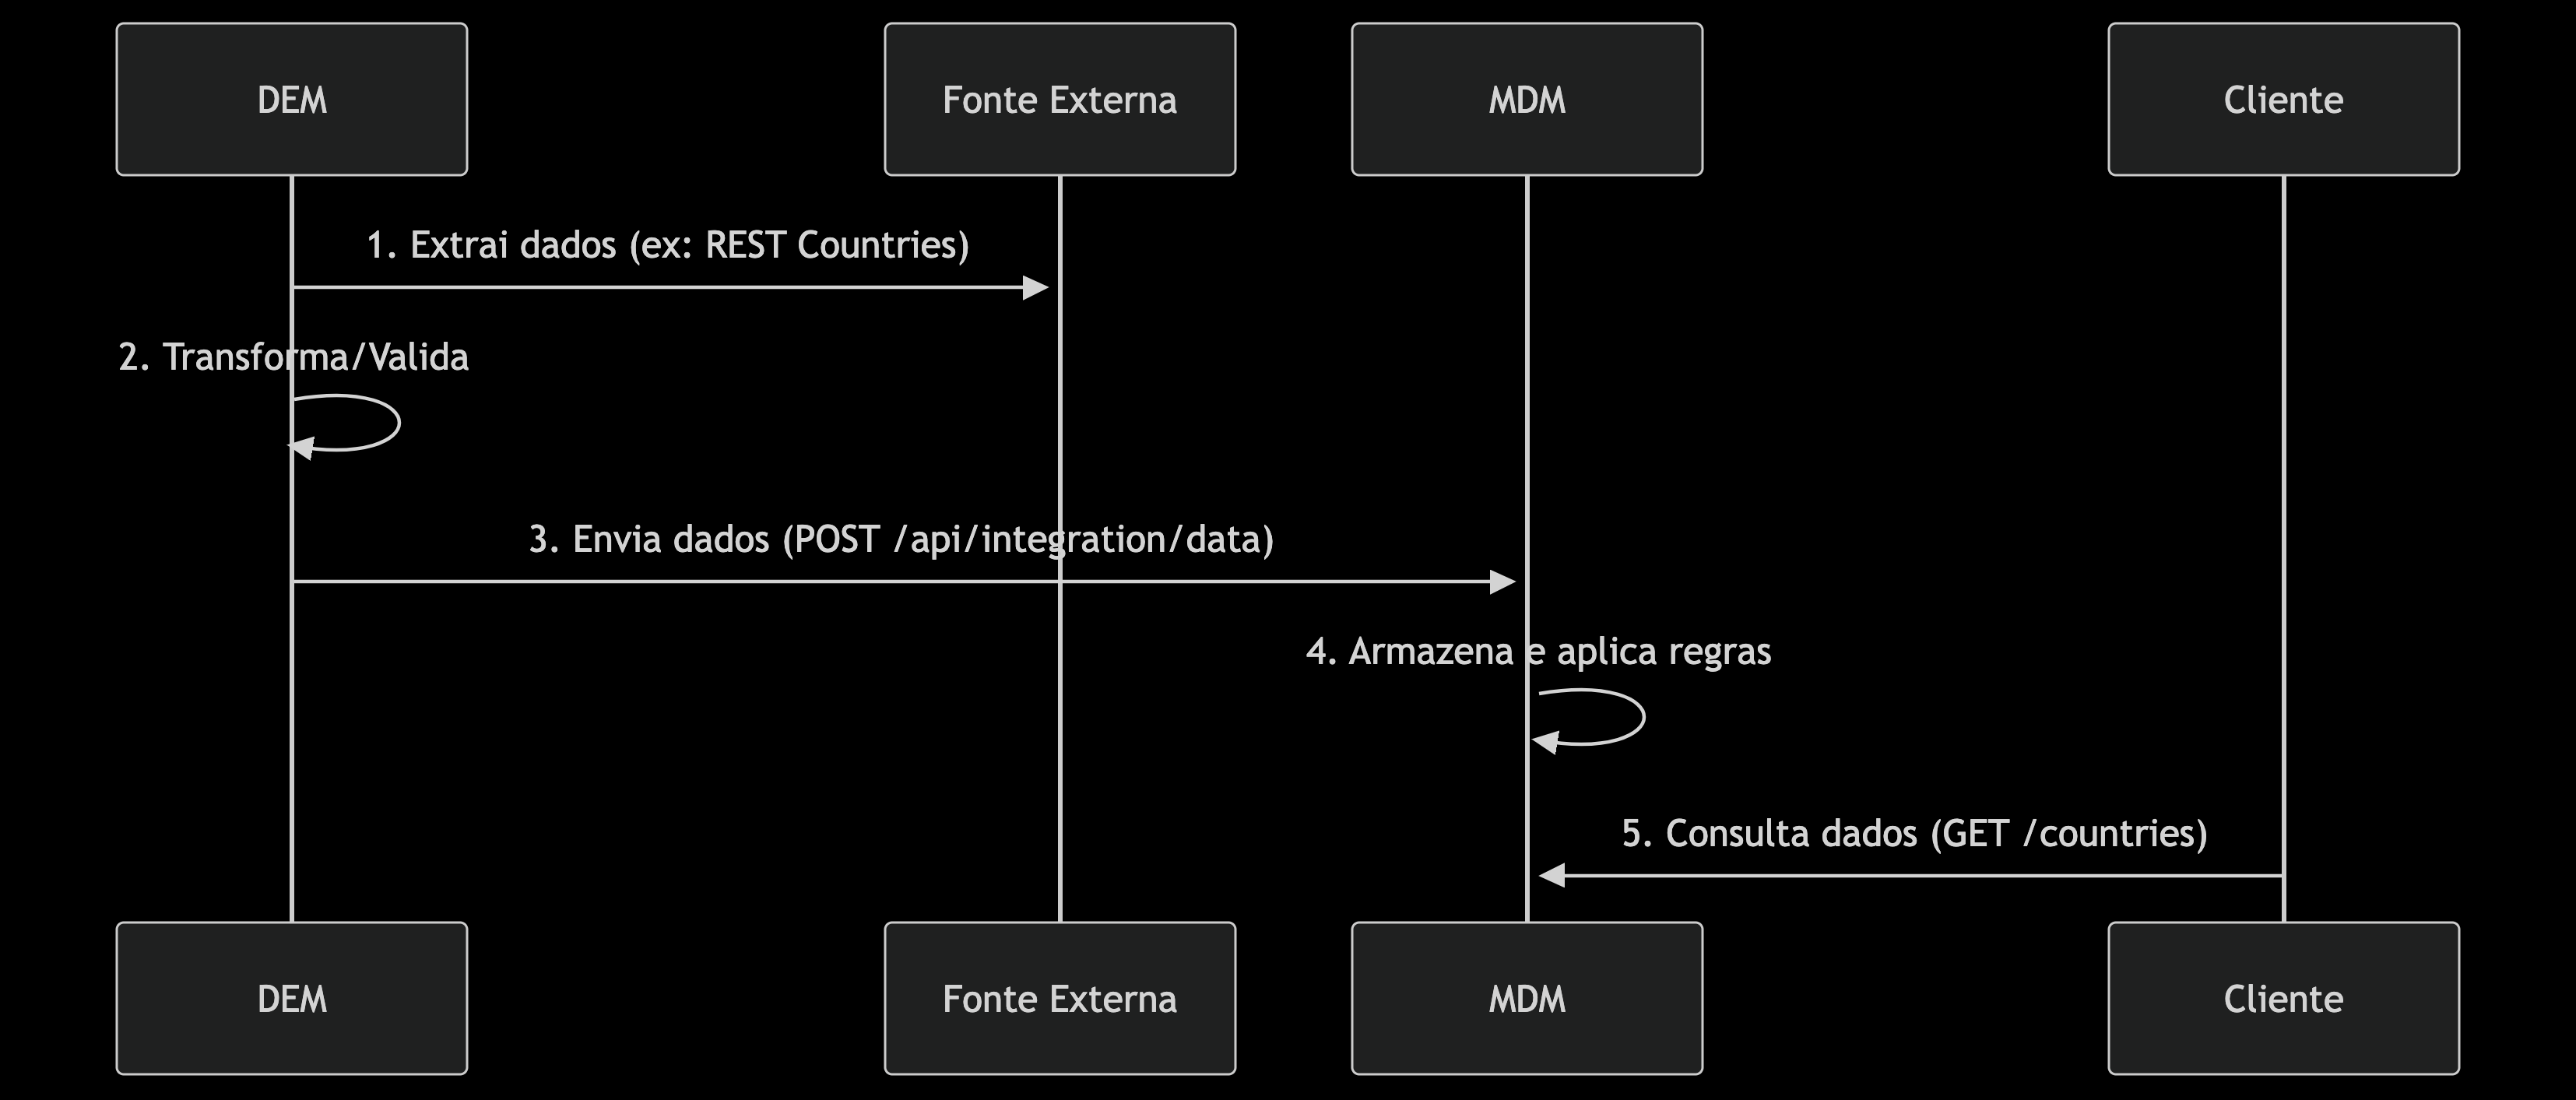 DEM
Fonte Externa
MDM
Cliente
1. Extrai dados (ex: REST Countries)
2. Transforma/Valida
3. Envia dados (POST /api/integration/data)
4. Armazena e aplica regras
5. Consulta dados (GET /countries)
DEM
Fonte Externa
MDM
Cliente